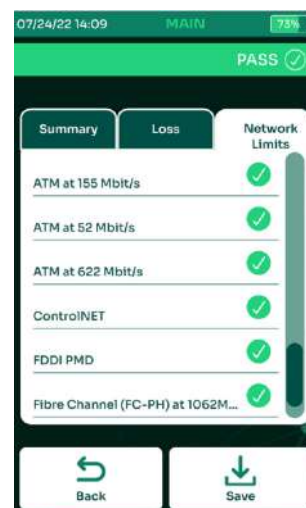 07/24/22 14:09 MAIN 73%
PASS
Summary Loss Network
Limits
ATM at 155 Mbit/s
ATM at 52 Mbit/s
ATM at 622 Mbit/s
ControlNET
FDDI PMD
Fibre Channel (FC-PH) at 1062M...
Back Save